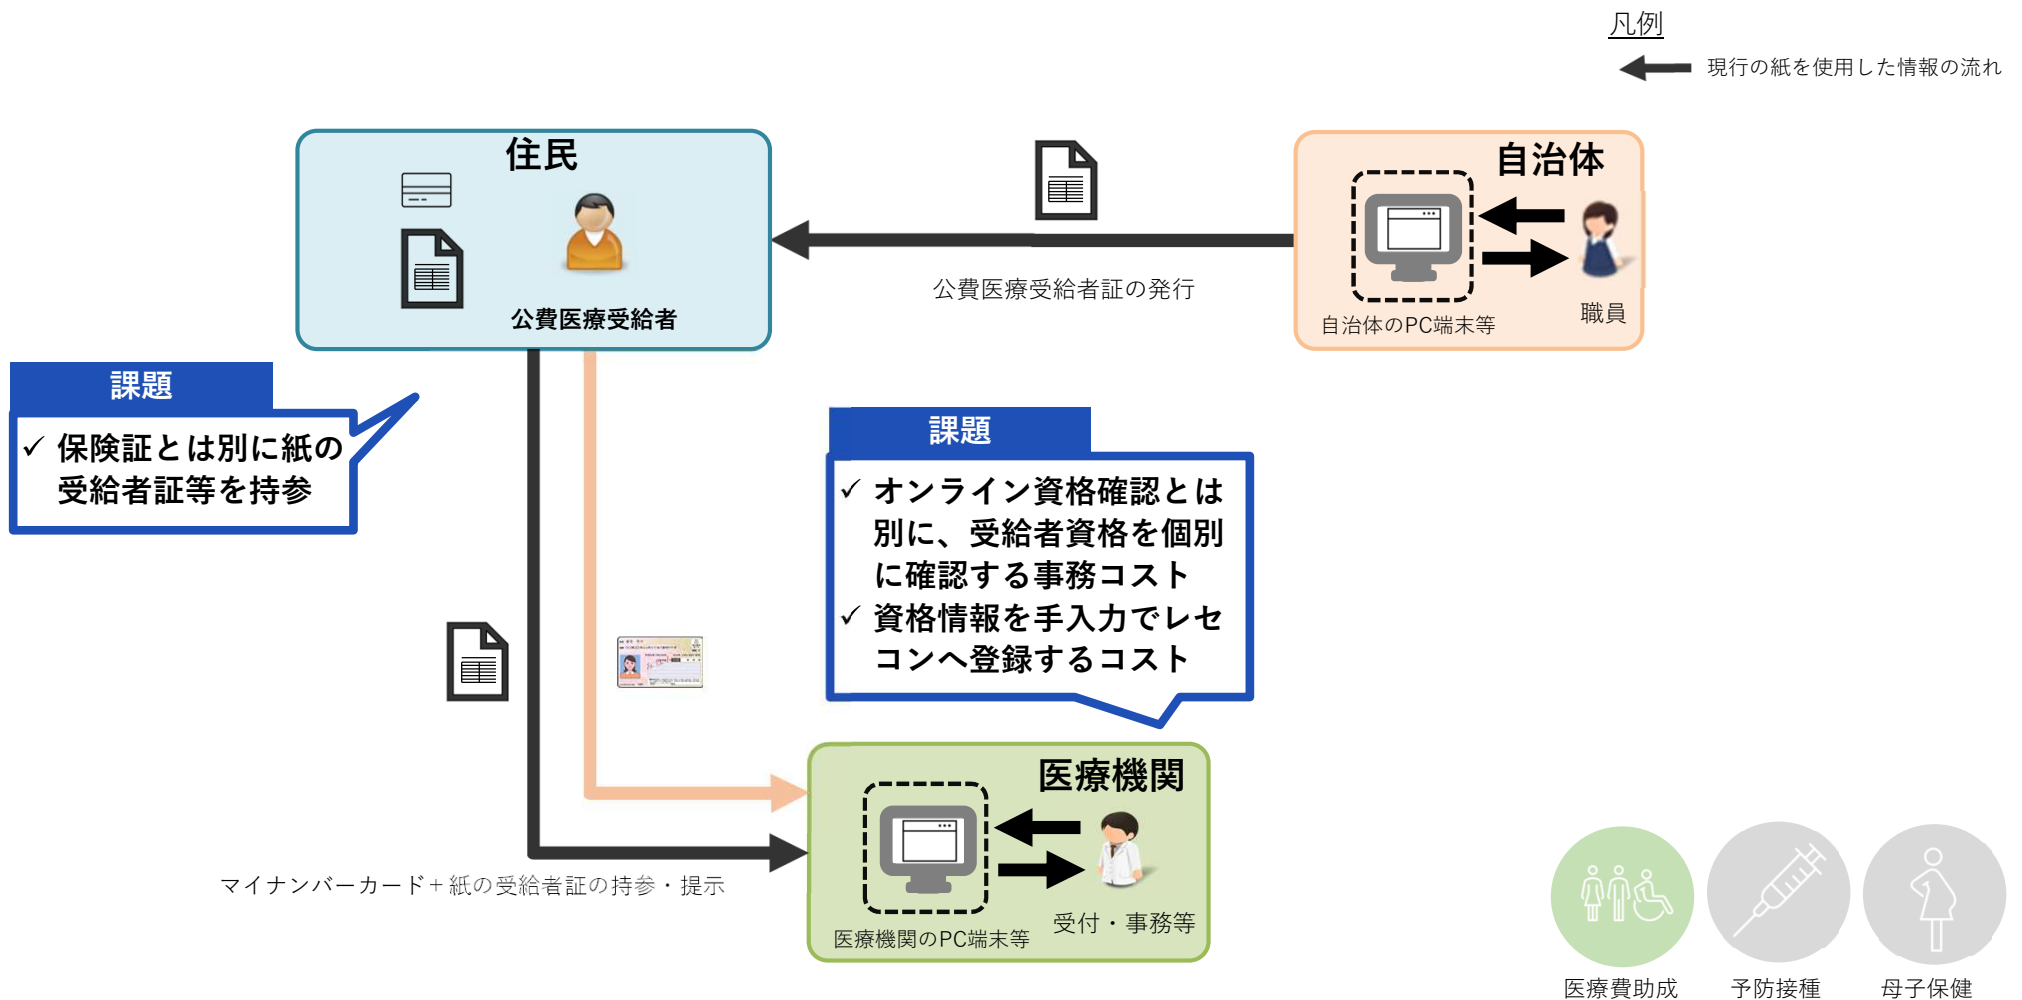 凡例
現行の紙を使用した情報の流れ
住民
公費医療受給者
公費医療受給者証の発行
自治体
自治体のPC端末等
職員
課題
✓ 保険証とは別に紙の
受給者証等を持参
課題
✓ オンライン資格確認とは
別に、受給者資格を個別
に確認する事務コスト
✓ 資格情報を手入力でレセ
コンへ登録するコスト
マイナンバーカード+紙の受給者証の持参・提示
医療機関
医療機関のPC端末等
受付・事務等
医療費助成
予防接種
母子保健